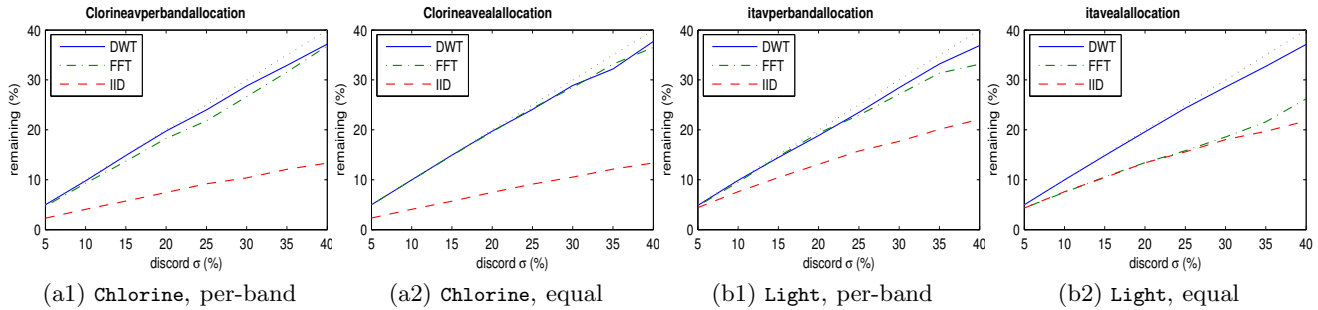 Clorineavperbandallocation
40
30
20
10
0
5 10 15 20 25 30 35 40
remaining (%)
discord σ (%)
DWT
FFT
IID
(a1) Chlorine, per-band
Clorineavealallocation
40
30
20
10
0
5 10 15 20 25 30 35 40
remaining (%)
discord σ (%)
DWT
FFT
IID
(a2) Chlorine, equal
itavperbandallocation
40
30
20
10
0
5 10 15 20 25 30 35 40
remaining (%)
discord σ (%)
DWT
FFT
IID
(b1) Light, per-band
itavealallocation
40
30
20
10
0
5 10 15 20 25 30 35 40
remaining (%)
discord σ (%)
DWT
FFT
IID
(b2) Light, equal